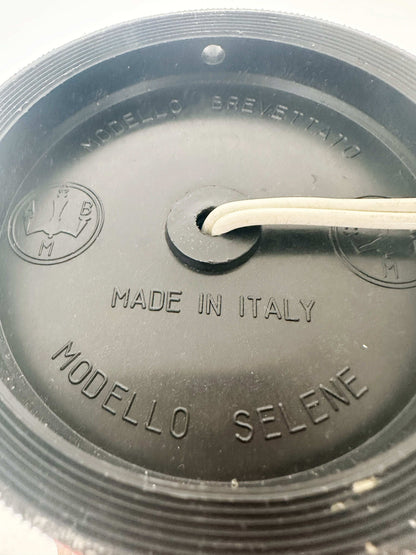 MODELLO BREVETTATO
A B
M
MADE IN ITALY
MODELLO SELENE